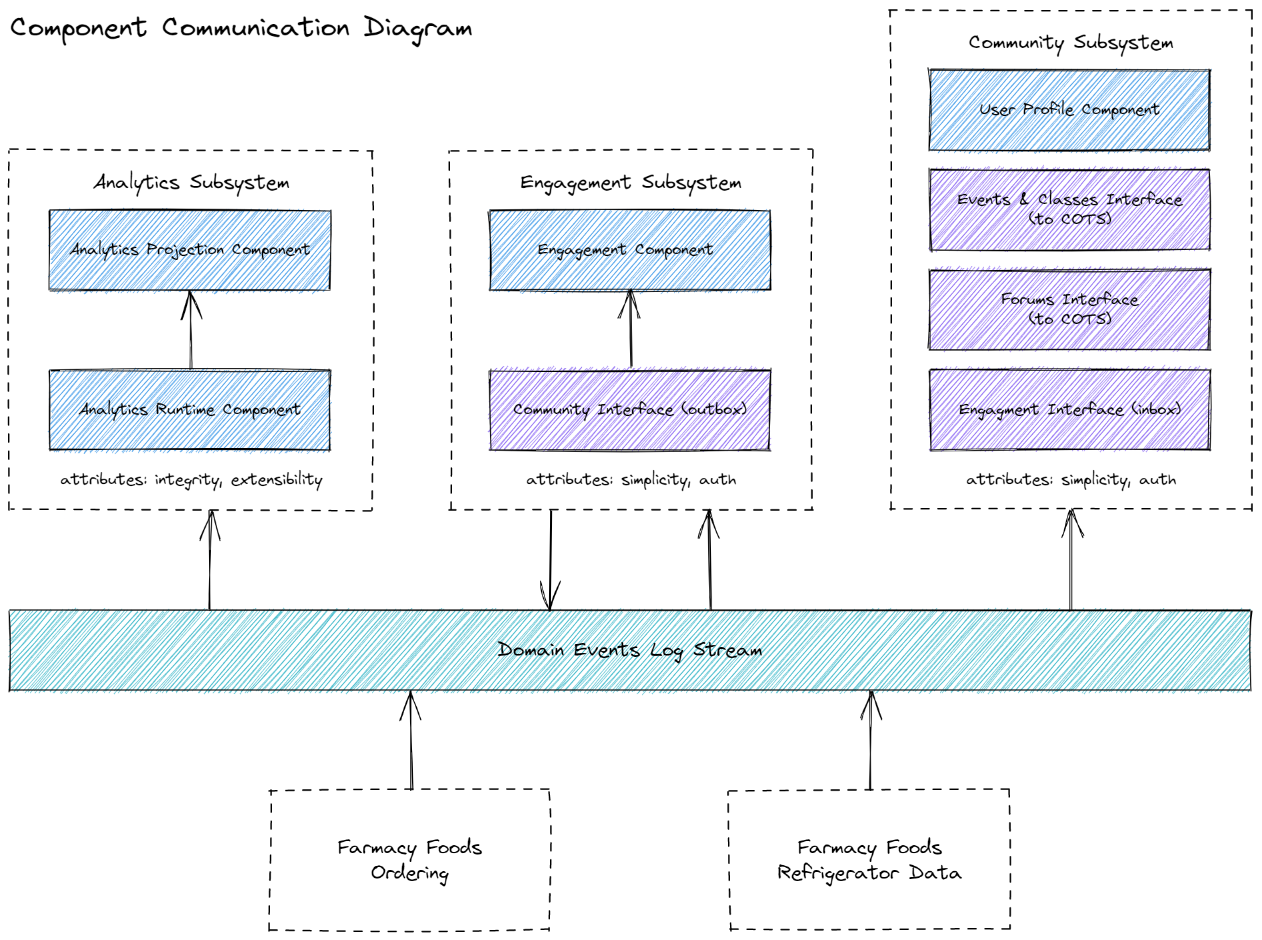 Component Communication Diagram
Analytics Subsystem
Analytics Projection Component
Analytics Runtime Component
attributes: integrity, extensibility
Engagement Subsystem
Engagement Component
Community Interface (outbox)
attributes: simplicity, auth
Community Subsystem
User Profile Component
Events & Classes Interface
(to COTS)
Forums Interface
(to COTS)
Engagment Interface (inbox)
attributes: simplicity, auth
Domain Events Log Stream
Farmacy Foods
Ordering
Farmacy Foods
Refrigerator Data